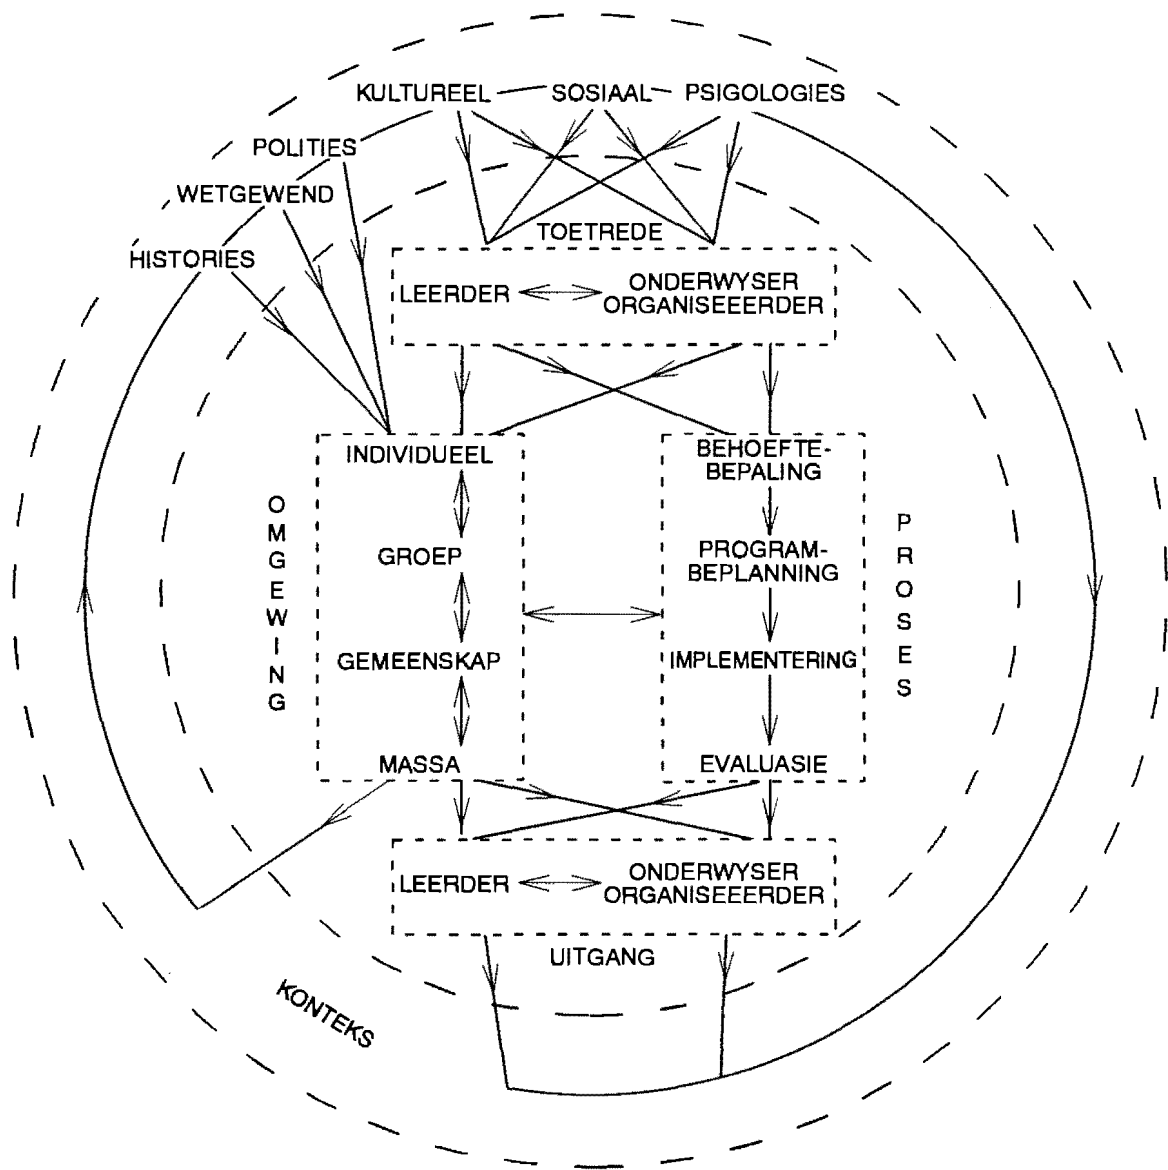 KULTUREEL SOSIAAL PSIGOLOGIES
POLITIES
WETGEWEND
HISTORIES
TOETREDE
LEERDER
ONDERWYSER
ORGANISEEERDER
OMGEWING
INDIVIDUEEL
GROEP
GEMEENSKAP
MASSA
BEHOEFTE-
BEPALING
PROGRAM-
BEPLANNING
IMPLEMENTERING
EVALUASIE
PROSES
LEERDER
ONDERWYSER
ORGANISEEERDER
UITGANG
KONTEKS